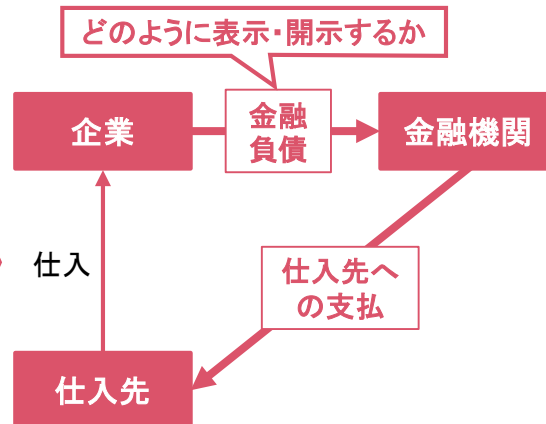 どのように表示・開示するか
企業
金融
負債
金融機関
仕入
仕入先へ
の支払
仕入先